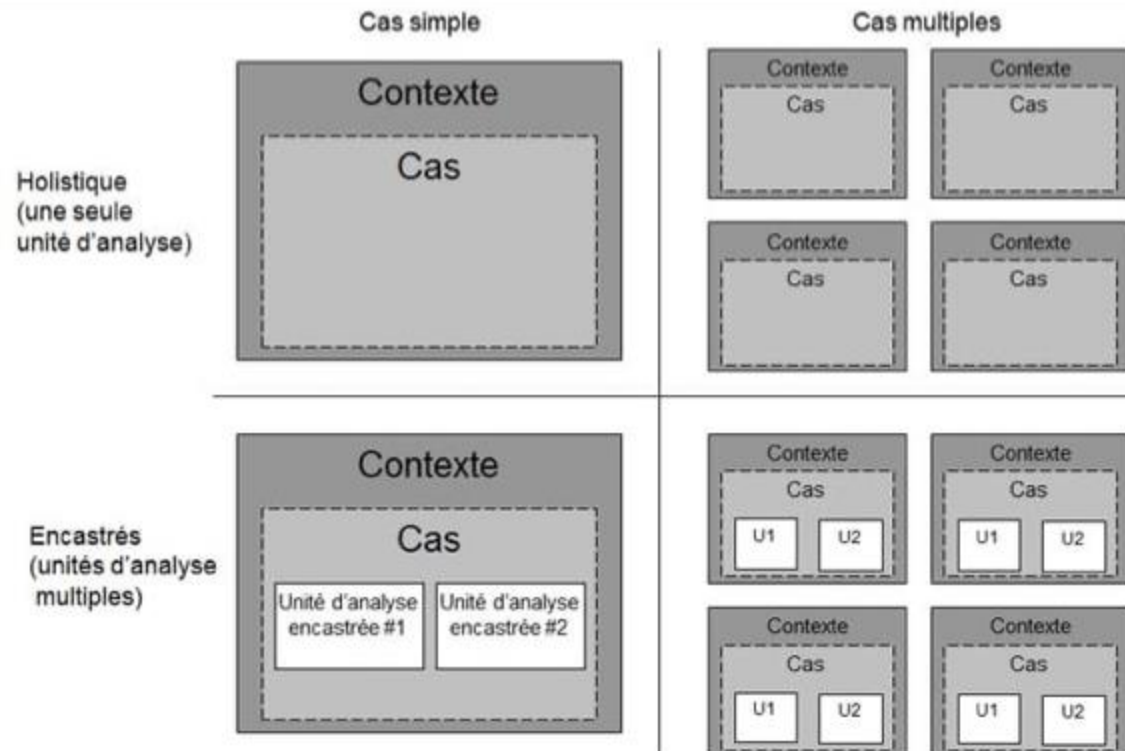 Cas simple
Cas multiples
Holistique
(une seule
unité d'analyse)
Contexte
Cas
Contexte
Cas
Contexte
Cas
Contexte
Cas
Contexte
Cas
Encastrés
(unités d'analyse
multiples)
Contexte
Cas
Unité d'analyse
encastrée #1
Unité d'analyse
encastrée #2
Contexte
Cas
U1
U2
Contexte
Cas
U1
U2
Contexte
Cas
U1
U2
Contexte
Cas
U1
U2